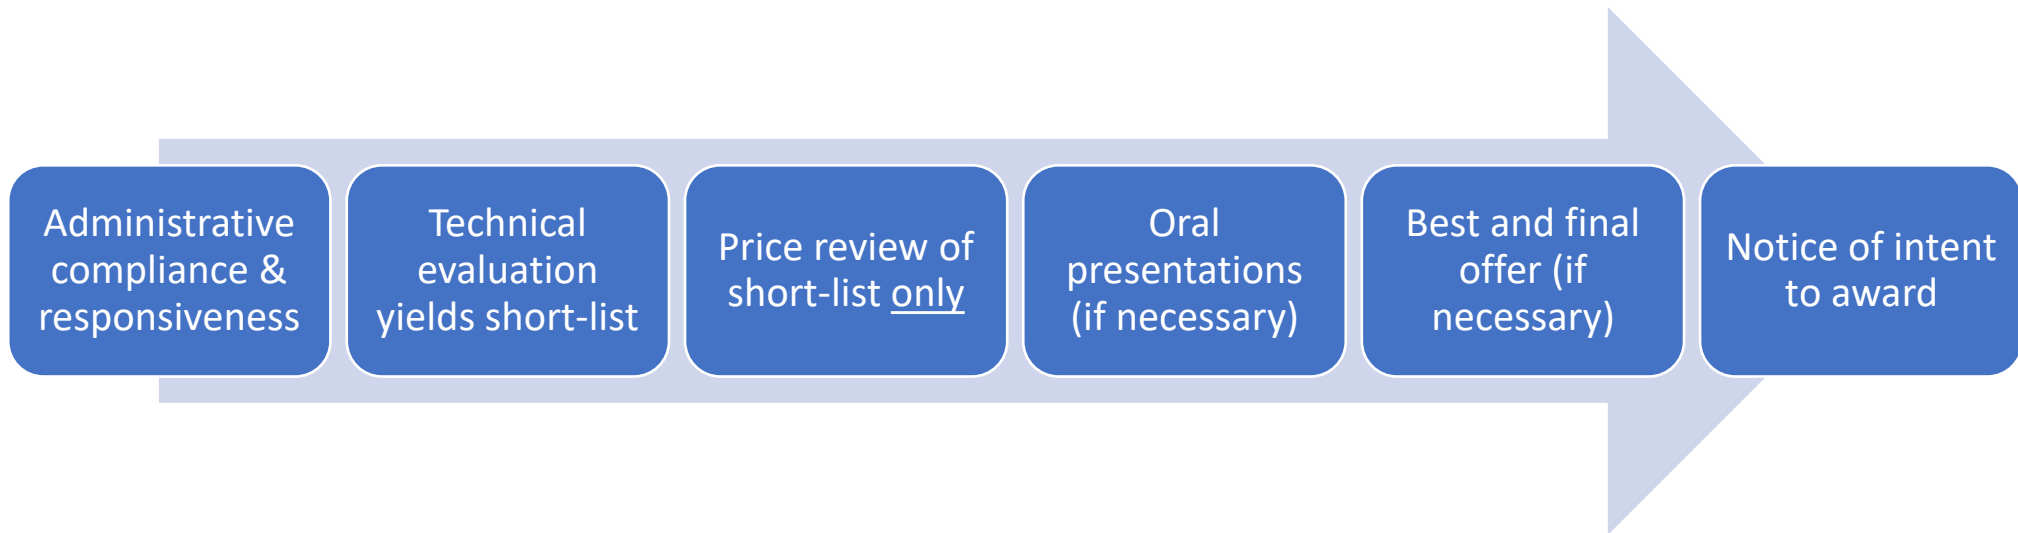 Administrative
compliance &
responsiveness
Technical
evaluation
yields short-list
Price review of
short-list only
Oral
presentations
(if necessary)
Best and final
offer (if
necessary)
Notice of intent
to award